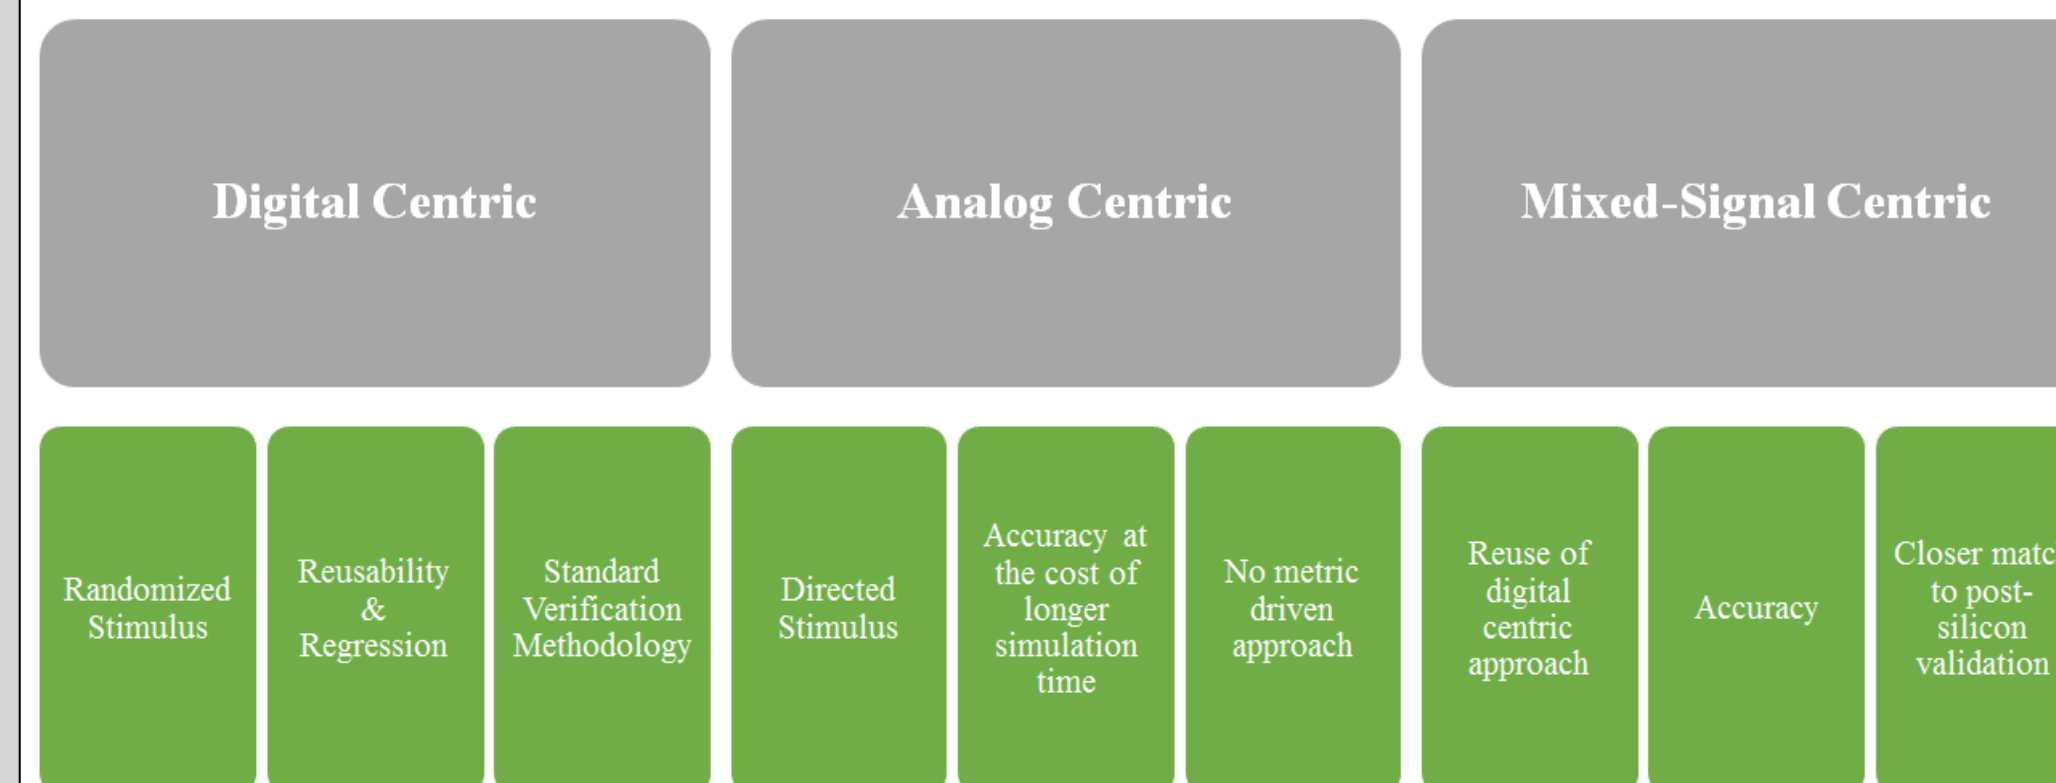 Digital Centric
Analog Centric
Mixed-Signal Centric
Randomized
Stimulus
Reusability
&
Regression
Standard
Verification
Methodology
Directed
Stimulus
Accuracy at
the cost of
longer
simulation
time
No metric
driven
approach
Reuse of
digital
centric
approach
Accuracy
Closer
to post-
silicon
validation